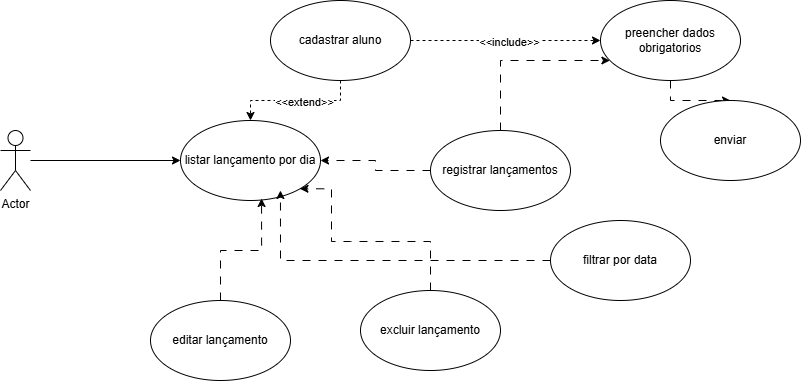 cadastrar aluno
<<include>>
preencher dados
obrigatorios
<<extend>>
enviar
listar lançamento por dia
registrar lançamentos
Actor
filtrar por data
editar lançamento
excluir lançamento